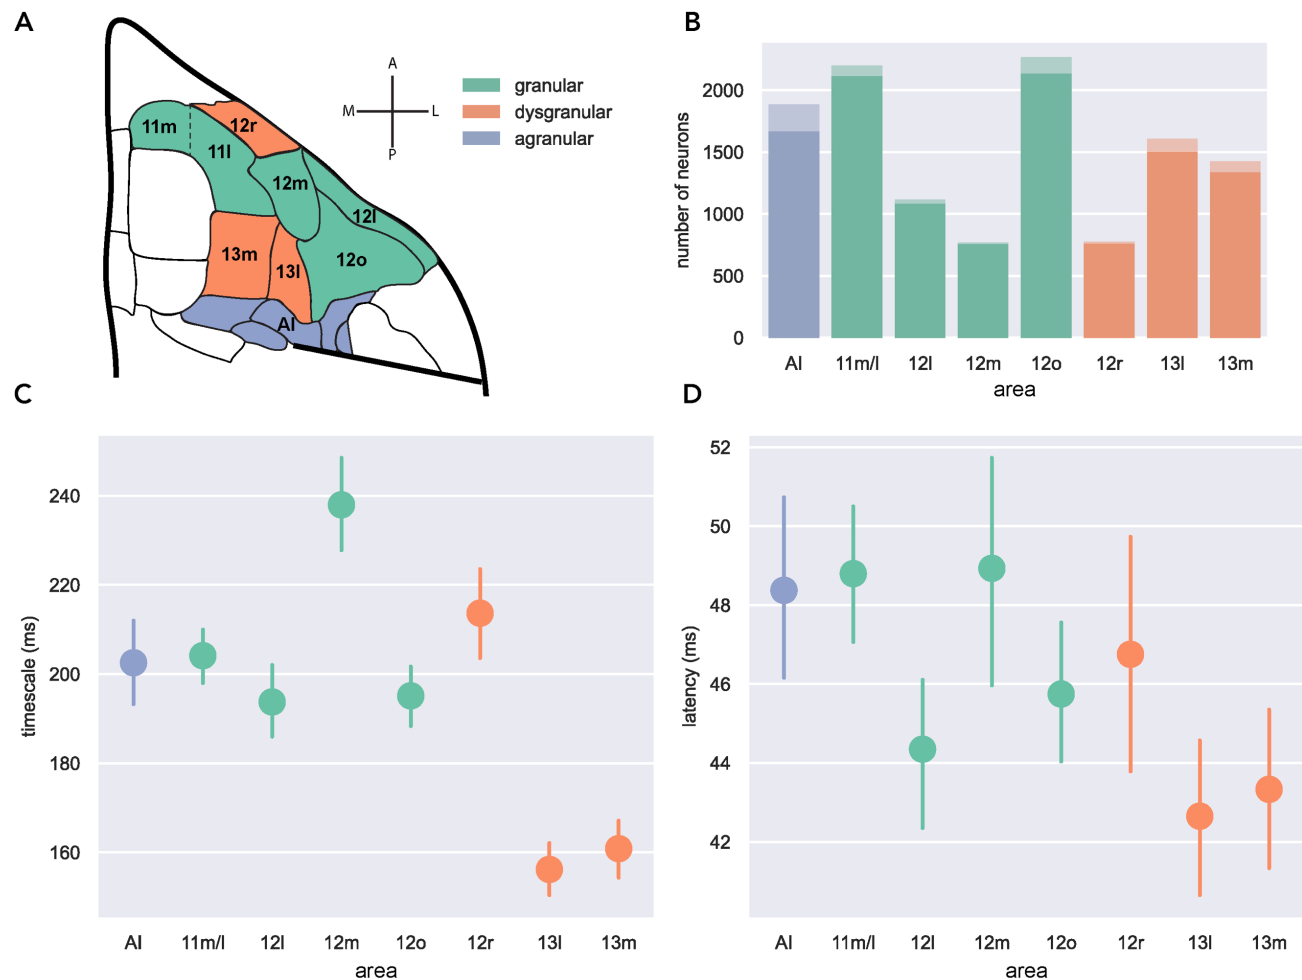 A
B
A
M
L
P
granular
dysgranular
agranular
11m
12r
11l
12m
12l
13m
13l
12o
AI
number of neurons
2000
1500
1000
500
0
AI 11m/l 12l 12m 12o 12r 13l 13m
area
C
D
timescale (ms)
240
220
200
180
160
AI 11m/l 12l 12m 12o 12r 13l 13m
area
latency (ms)
52
50
48
46
44
42
AI 11m/l 12l 12m 12o 12r 13l 13m
area